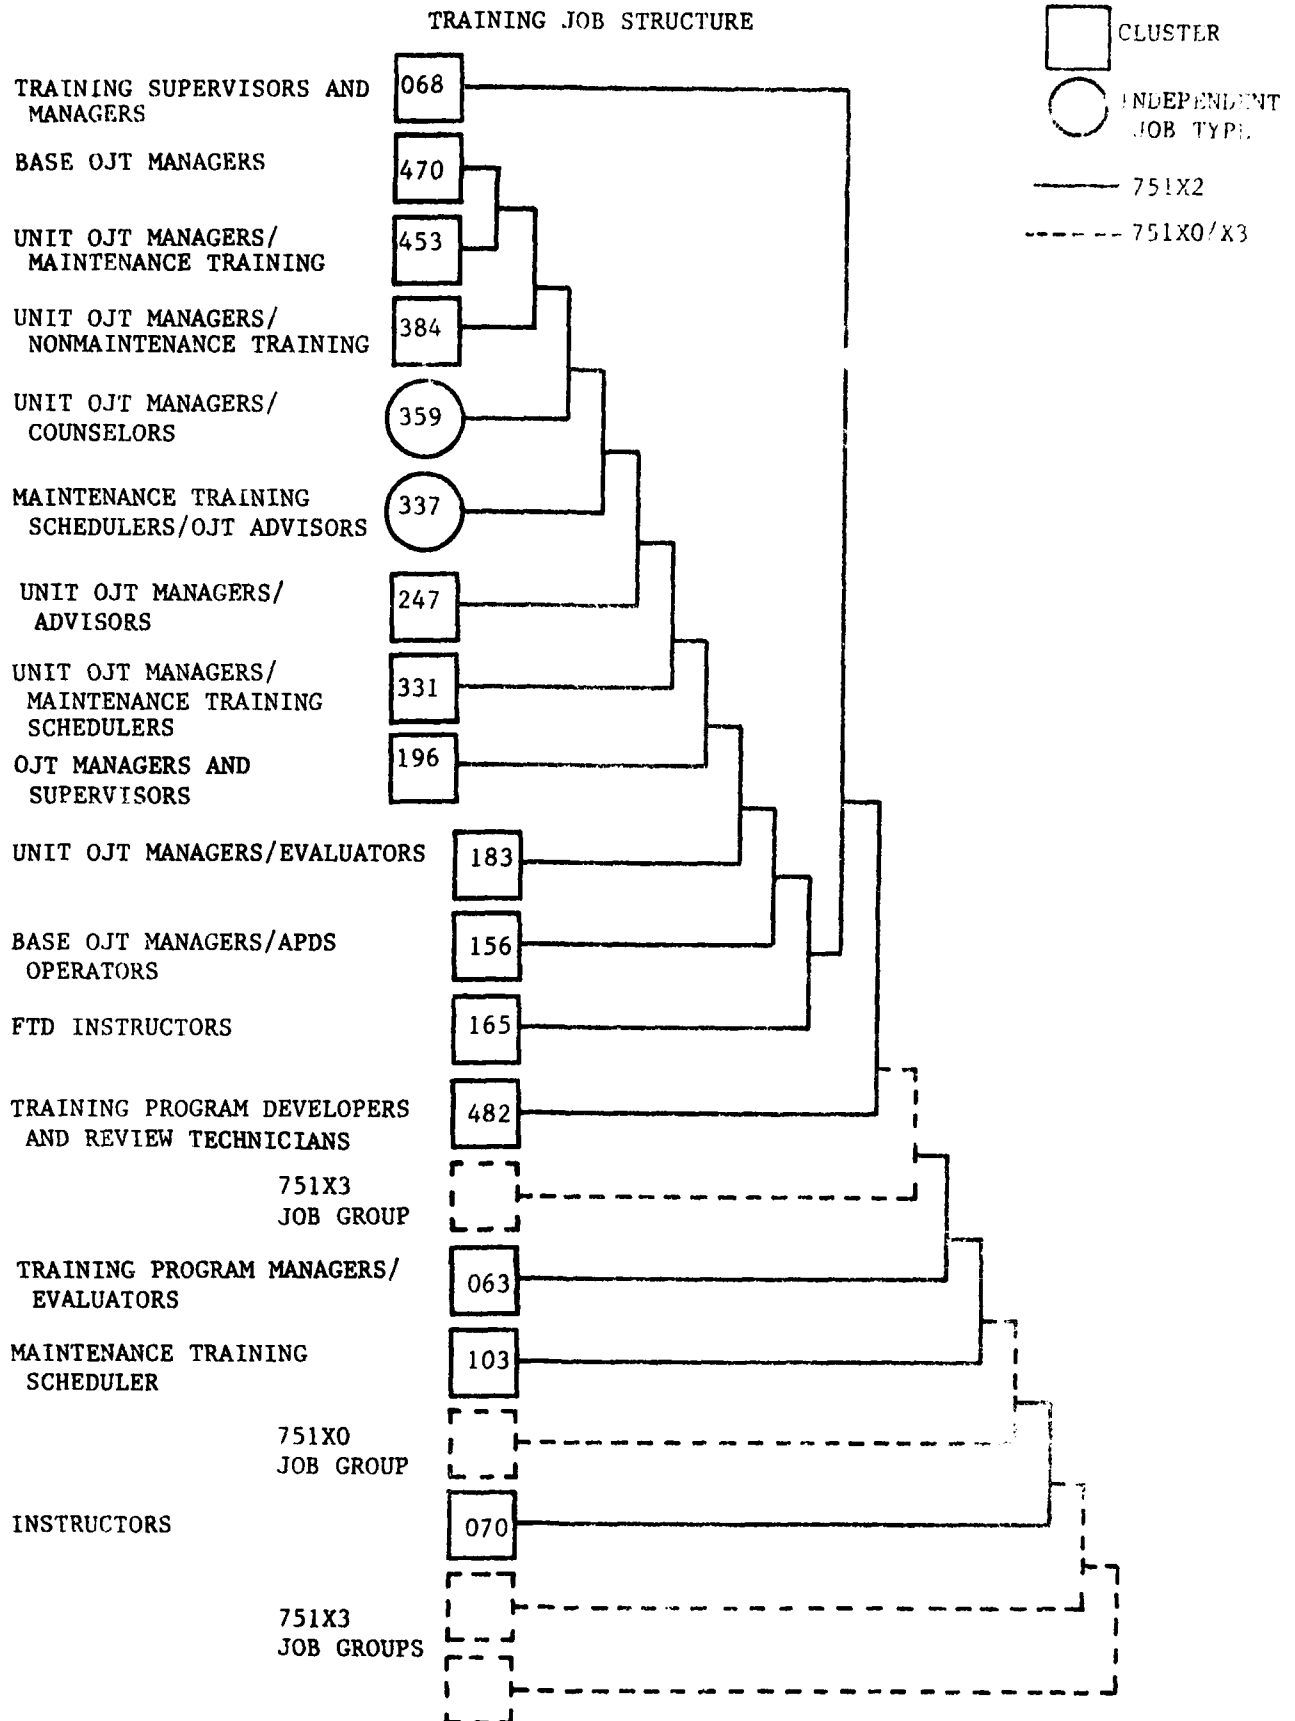 TRAINING JOB STRUCTURE
CLUSTER
INDEPENDENT
JOB TYPE
751X2
751X0/X3
TRAINING SUPERVISORS AND
MANAGERS
068
BASE OJT MANAGERS
470
UNIT OJT MANAGERS/
MAINTENANCE TRAINING
453
UNIT OJT MANAGERS/
NONMAINTENANCE TRAINING
384
UNIT OJT MANAGERS/
COUNSELORS
359
MAINTENANCE TRAINING
SCHEDULERS/OJT ADVISORS
337
UNIT OJT MANAGERS/
ADVISORS
247
UNIT OJT MANAGERS/
MAINTENANCE TRAINING
SCHEDULERS
331
OJT MANAGERS AND
SUPERVISORS
196
UNIT OJT MANAGERS/EVALUATORS
183
BASE OJT MANAGERS/APDS
OPERATORS
156
FTD INSTRUCTORS
165
TRAINING PROGRAM DEVELOPERS
AND REVIEW TECHNICIANS
482
751X3
JOB GROUP
TRAINING PROGRAM MANAGERS/
EVALUATORS
063
MAINTENANCE TRAINING
SCHEDULER
103
751X0
JOB GROUP
INSTRUCTORS
070
751X3
JOB GROUPS